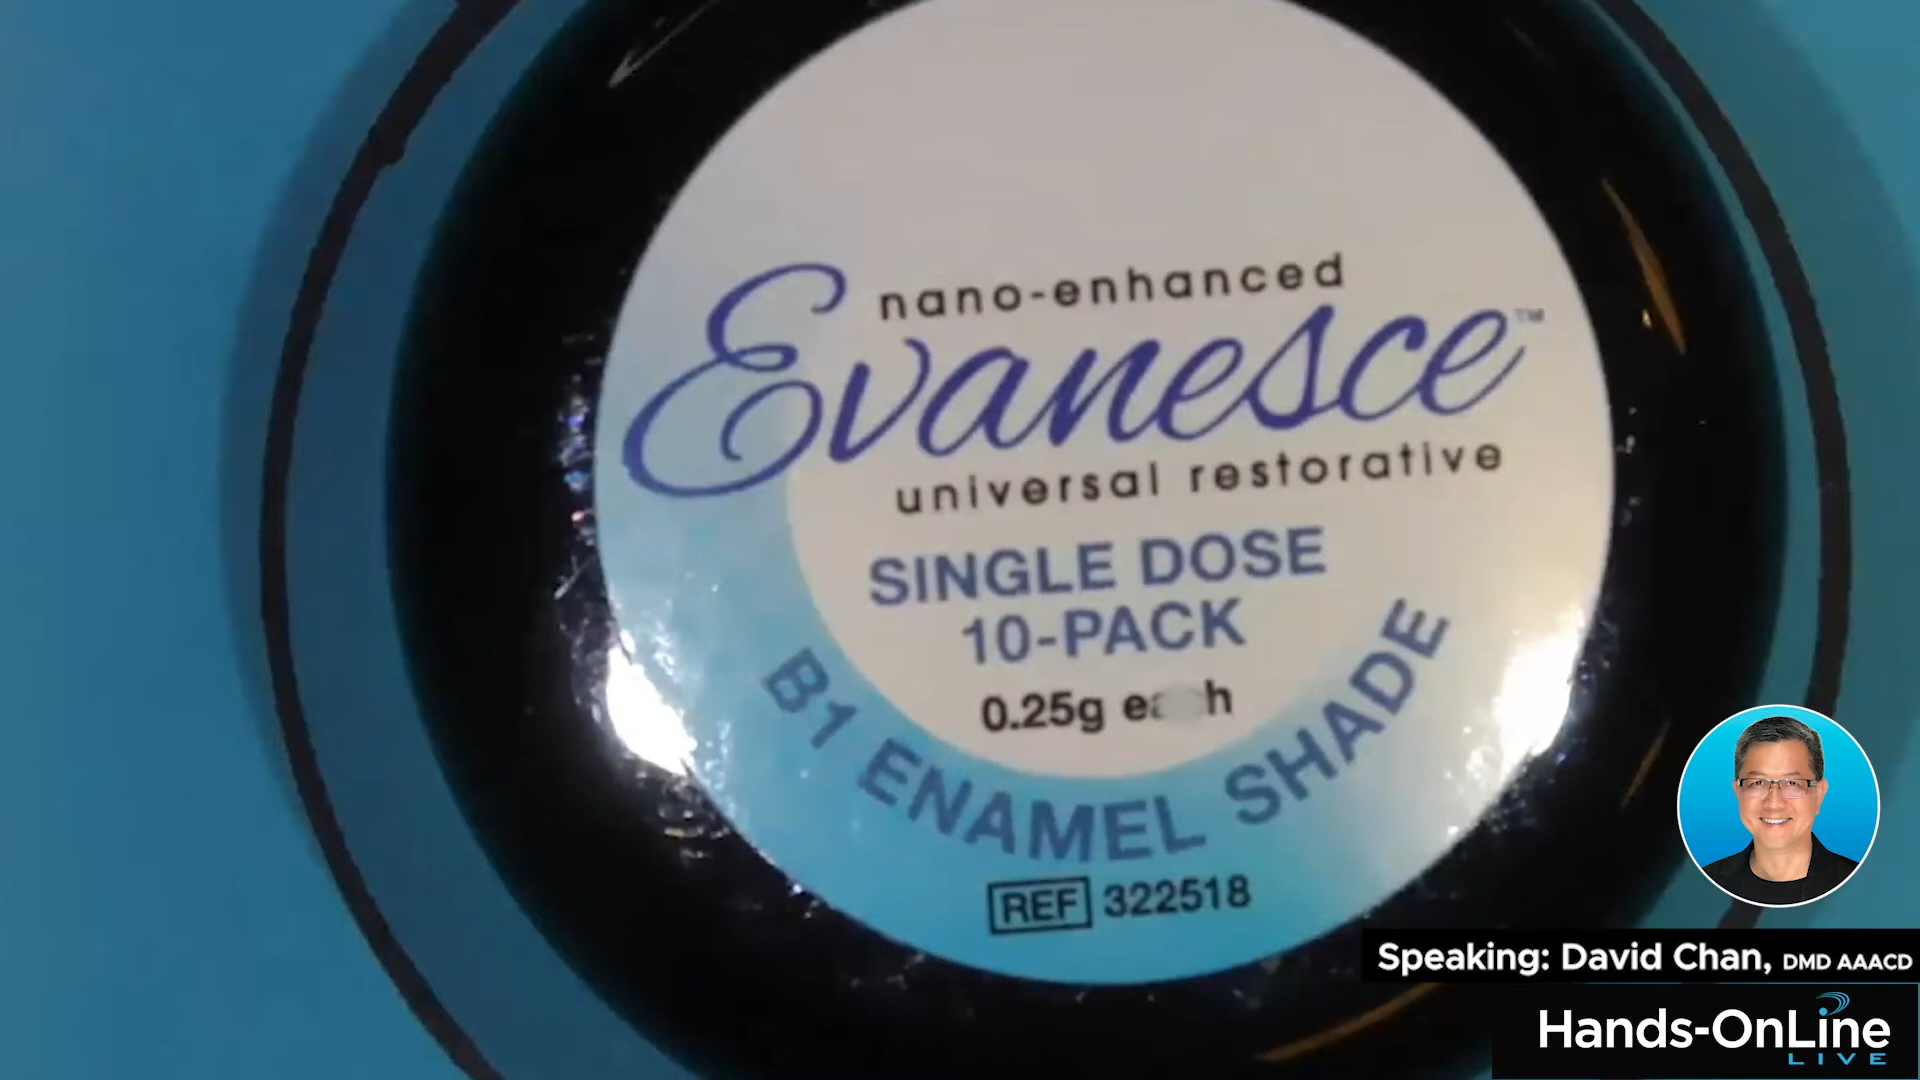 nano-enhanced
Evanesce™
universal restorative
SINGLE DOSE
10-PACK
0.25g each
B1 ENAMEL SHADE
REF 322518
Speaking: David Chan, DMD AAACD
Hands-OnLine
LIVE